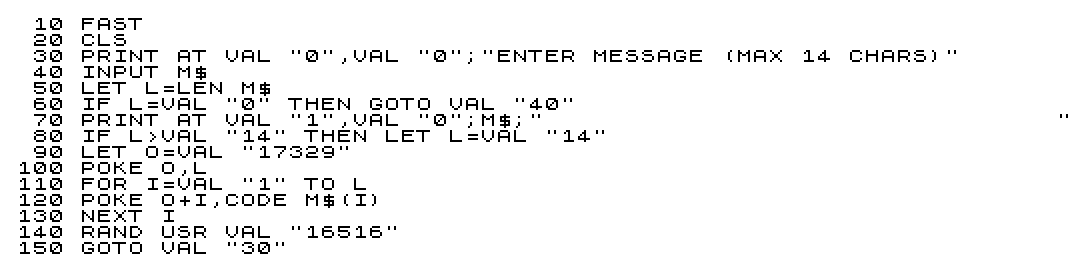 10 FAST
20 CLS
30 PRINT AT VAL "0",VAL "0";"ENTER MESSAGE (MAX 14 CHARS)"
40 INPUT M$
50 LET L=LEN M$
60 IF L=VAL "0" THEN GOTO VAL "40"
70 PRINT AT VAL "1",VAL "0";M$;"                                "
80 IF L>VAL "14" THEN LET L=VAL "14"
90 LET O=VAL "17329"
100 POKE O,L
110 FOR I=VAL "1" TO L
120 POKE O+I,CODE M$(I)
130 NEXT I
140 RAND USR VAL "16516"
150 GOTO VAL "30"